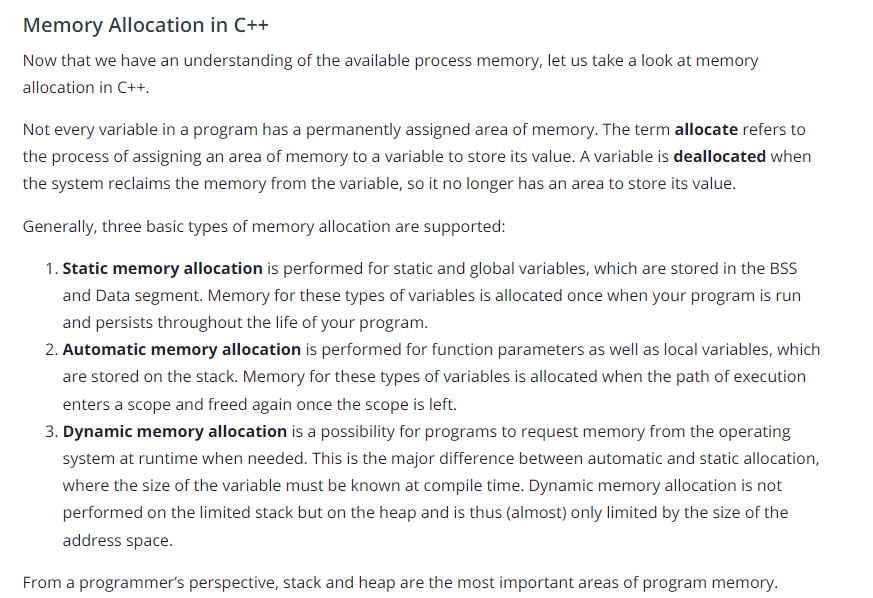 Memory Allocation in C++
Now that we have an understanding of the available process memory, let us take a look at memory
allocation in C++.
Not every variable in a program has a permanently assigned area of memory. The term allocate refers to
the process of assigning an area of memory to a variable to store its value. A variable is deallocated when
the system reclaims the memory from the variable, so it no longer has an area to store its value.
Generally, three basic types of memory allocation are supported:
1. Static memory allocation is performed for static and global variables, which are stored in the BSS
and Data segment. Memory for these types of variables is allocated once when your program is run
and persists throughout the life of your program.
2. Automatic memory allocation is performed for function parameters as well as local variables, which
are stored on the stack. Memory for these types of variables is allocated when the path of execution
enters a scope and freed again once the scope is left.
3. Dynamic memory allocation is a possibility for programs to request memory from the operating
system at runtime when needed. This is the major difference between automatic and static allocation,
where the size of the variable must be known at compile time. Dynamic memory allocation is not
performed on the limited stack but on the heap and is thus (almost) only limited by the size of the
address space.
From a programmer's perspective, stack and heap are the most important areas of program memory.